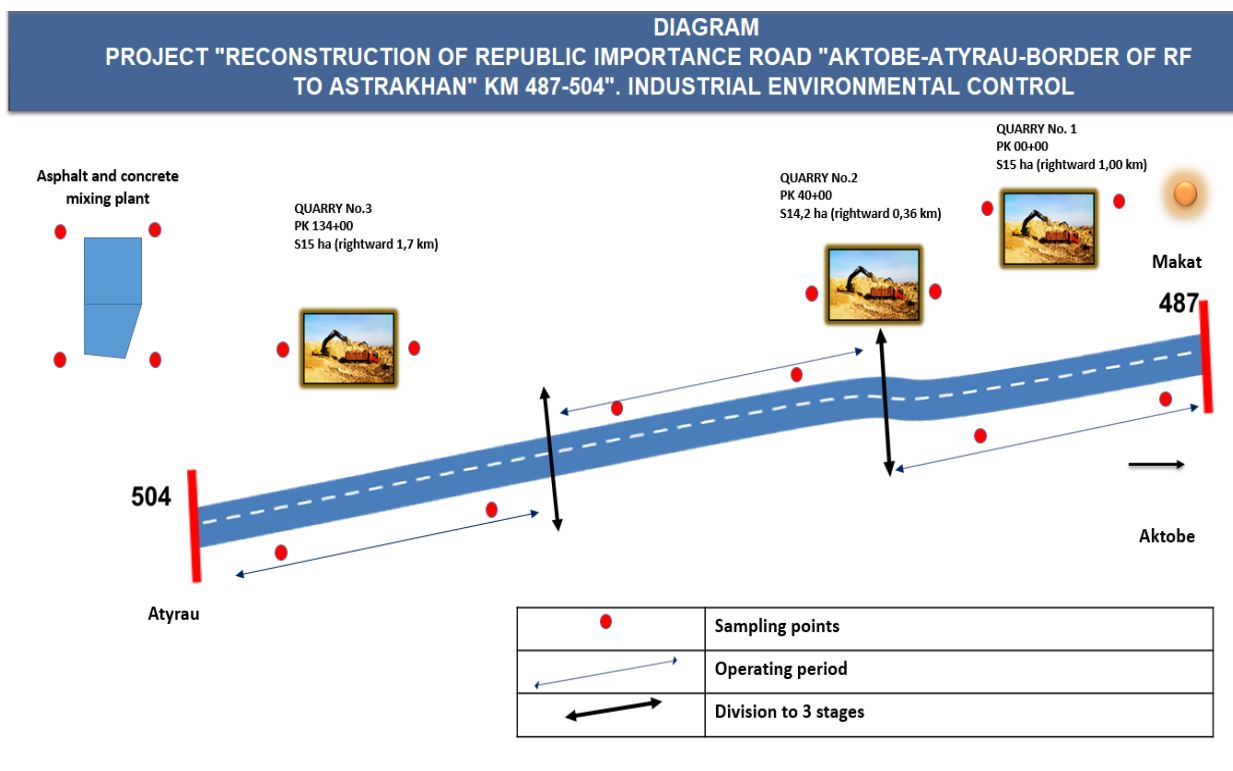 DIAGRAM
PROJECT "RECONSTRUCTION OF REPUBLIC IMPORTANCE ROAD "AKTOBE-ATYRAU-BORDER OF RF
TO ASTRAKHAN" KM 487-504". INDUSTRIAL ENVIRONMENTAL CONTROL
Asphalt and concrete
mixing plant
QUARRY No.3
PK 134+00
S15 ha (rightward 1,7 km)
QUARRY No.2
PK 40+00
S14,2 ha (rightward 0,36 km)
QUARRY No. 1
PK 00+00
S15 ha (rightward 1,00 km)
Makat
487
504
Aktobe
Atyrau
Sampling points
Operating period
Division to 3 stages